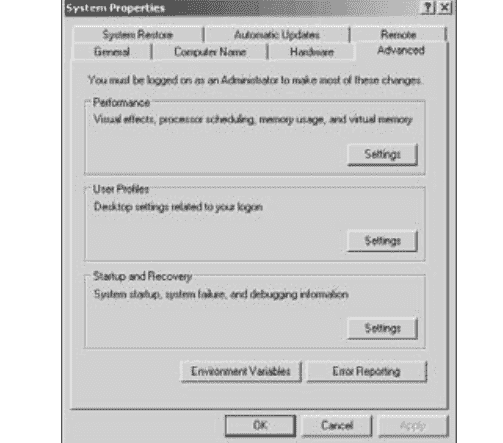 System Properties
System Restore Automatic Updates Remote
General Computer Name Hardware Advanced
You must be logged on as an Administrator to make most of these changes.
Performance
Visual effects, processor scheduling, memory usage, and virtual memory
Settings
User Profiles
Desktop settings related to your logon
Settings
Startup and Recovery
System startup, system failure, and debugging information
Settings
Environment Variables Error Reporting
OK Cancel Apply